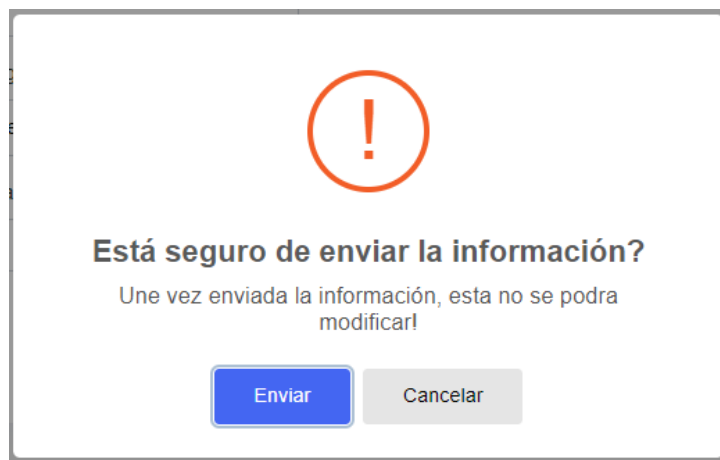 !
Está seguro de enviar la información?
Une vez enviada la información, esta no se podra
modificar!
Enviar
Cancelar